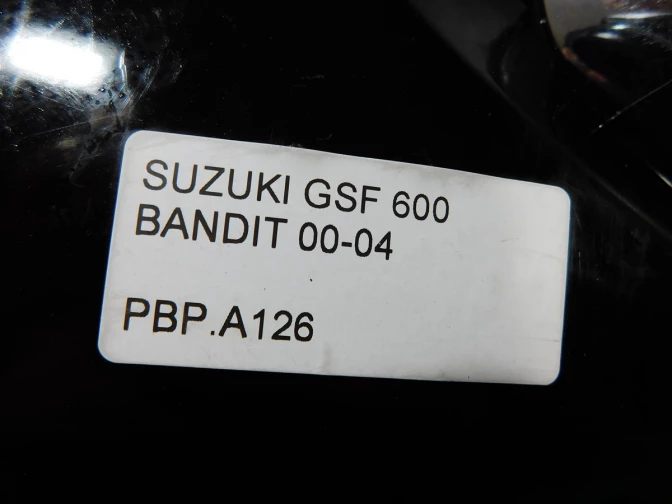 SUZUKI GSF 600
BANDIT 00-04
PBP.A126